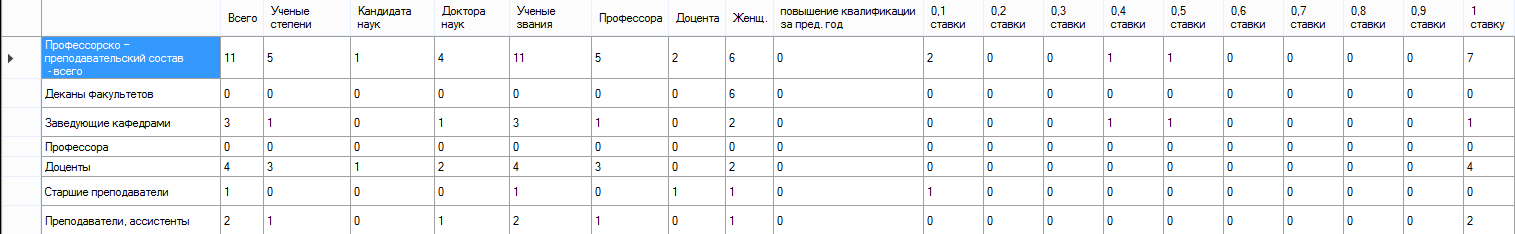 Всего Ученые степени Кандидата наук Доктора наук Ученые звания Профессора Доцента Женщ. повышение квалификации за пред. год 0,1 ставки 0,2 ставки 0,3 ставки 0,4 ставки 0,5 ставки 0,6 ставки 0,7 ставки 0,8 ставки 0,9 ставки 1 ставку
Профессорско –
преподавательский состав
- всего 11 5 1 4 11 5 2 6 0 2 0 0 1 1 0 0 0 0 7
Деканы факультетов 0 0 0 0 0 0 0 6 0 0 0 0 0 0 0 0 0 0 0
Заведующие кафедрами 3 1 0 1 3 1 0 2 0 0 0 0 1 1 0 0 0 0 1
Профессора 0 0 0 0 0 0 0 0 0 0 0 0 0 0 0 0 0 0 0
Доценты 4 3 1 2 4 3 0 2 0 0 0 0 0 0 0 0 0 0 4
Старшие преподаватели 1 0 0 0 1 0 1 1 0 1 0 0 0 0 0 0 0 0 0
Преподаватели, ассистенты 2 1 0 1 2 1 0 1 0 0 0 0 0 0 0 0 0 0 2